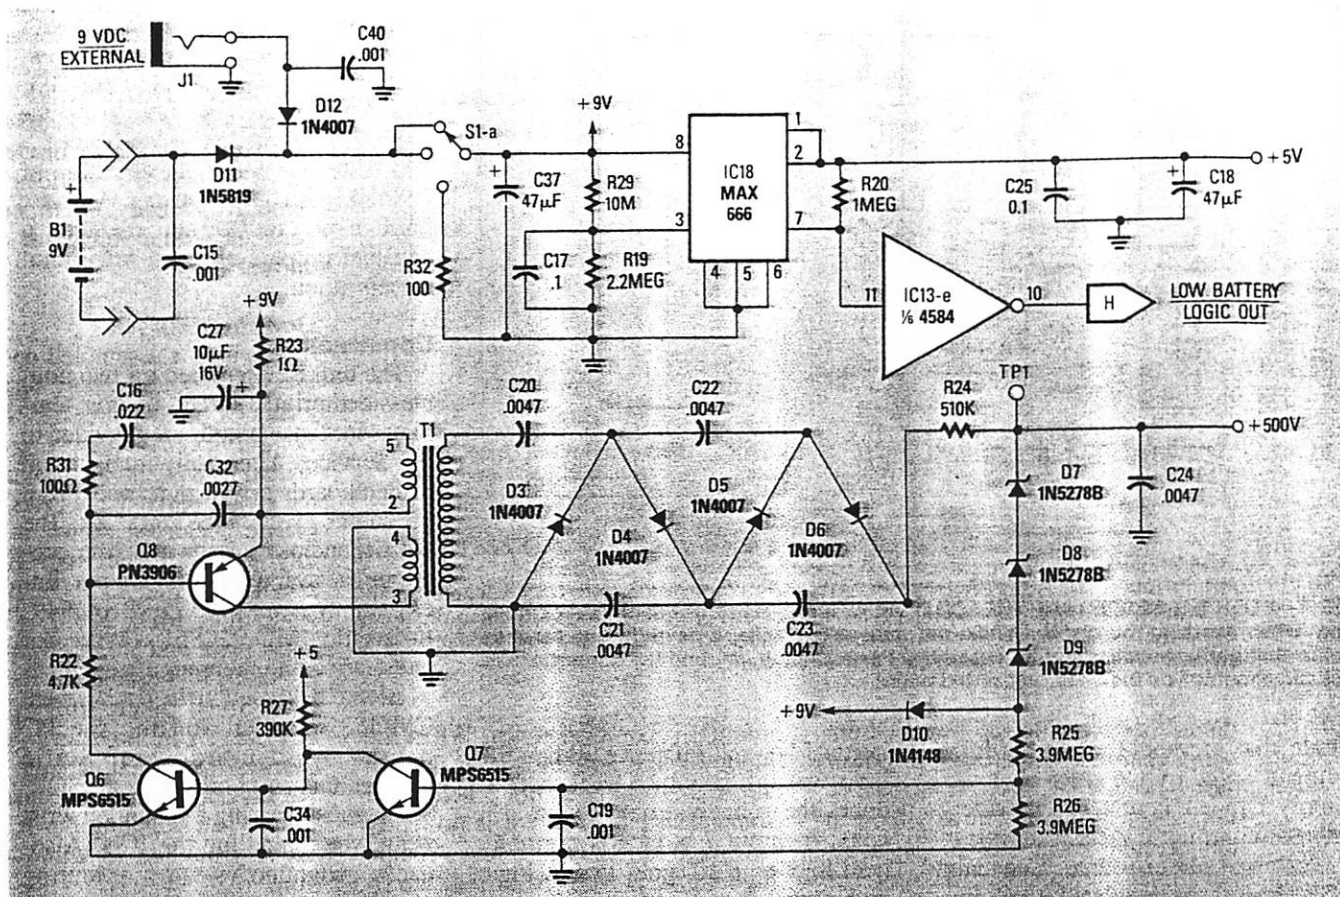 9 VDC
EXTERNAL
J1
C40
.001
D12
1N4007
S1-a
+9V
D11
1N5819
+
B1
9V
C15
.001
R32
100
+
C37
47µF
R29
10M
C17
.1
R19
2.2MEG
8
3
IC18
MAX
666
1
2
7
4
5
6
R20
1MEG
C25
0.1
+
C18
47µF
+5V
11
IC13-e
⅙ 4584
10
H
LOW BATTERY
LOGIC OUT
+9V
C27
10µF
16V
+
R23
1Ω
C16
.022
R31
100Ω
C32
.0027
Q8
PN3906
T1
5
2
4
3
C20
.0047
C22
.0047
D3
1N4007
D4
1N4007
D5
1N4007
D6
1N4007
C21
.0047
C23
.0047
R24
510K
TP1
+500V
D7
1N5278B
C24
.0047
D8
1N5278B
D9
1N5278B
+9V
D10
1N4148
R25
3.9MEG
R26
3.9MEG
R22
4.7K
+5
R27
390K
Q7
MPS6515
Q6
MPS6515
C34
.001
C19
.001